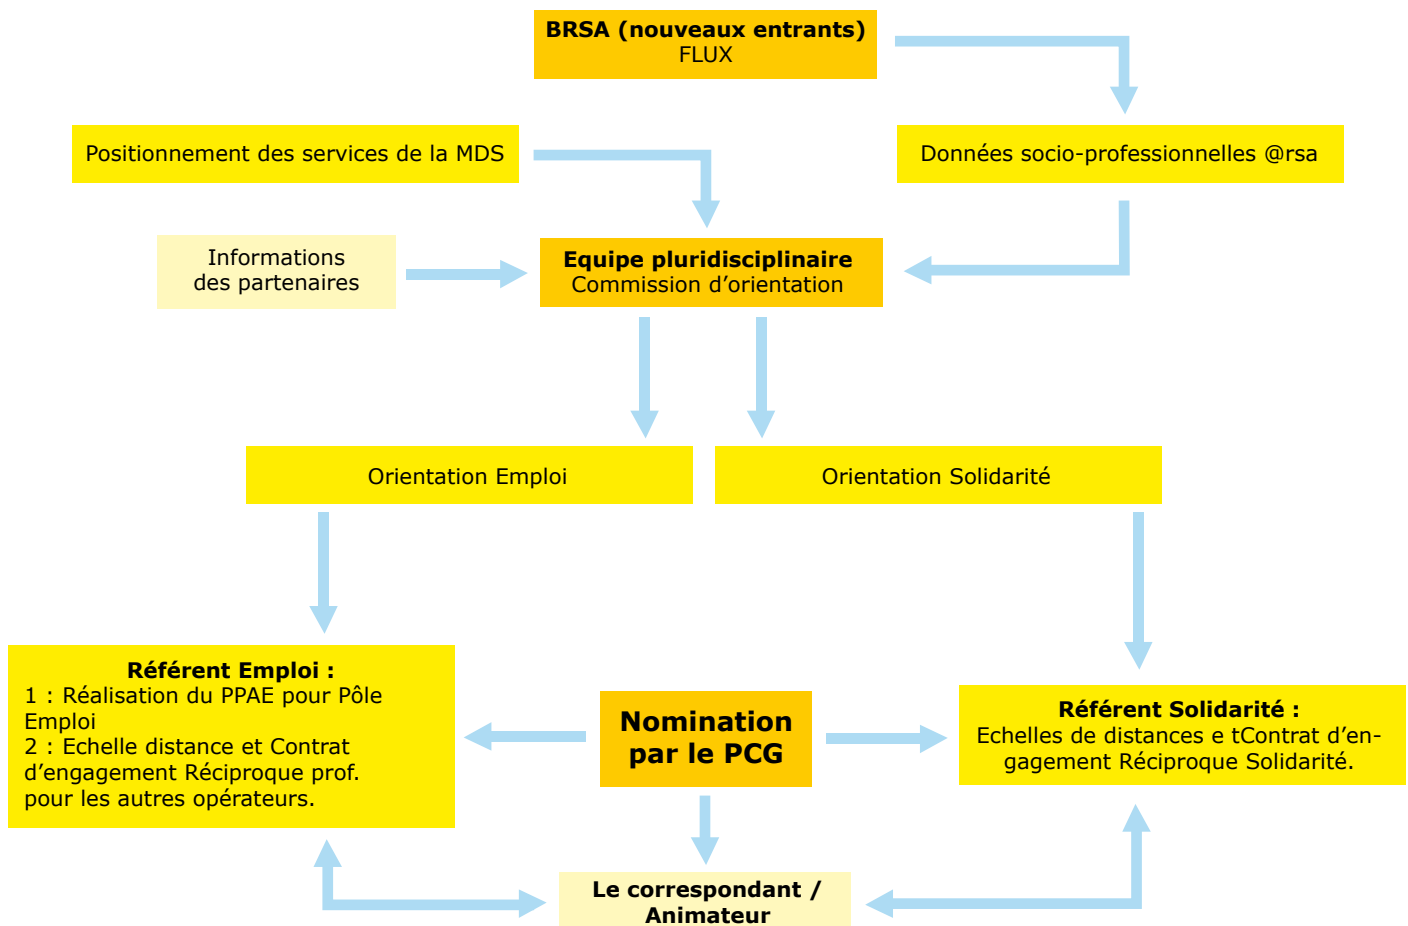 BRSA (nouveaux entrants)
FLUX
Positionnement des services de la MDS
Données socio-professionnelles @rsa
Informations
des partenaires
Equipe pluridisciplinaire
Commission d’orientation
Orientation Emploi
Orientation Solidarité
Référent Emploi :
1 : Réalisation du PPAE pour Pôle
Emploi
2 : Echelle distance et Contrat
d’engagement Réciproque prof.
pour les autres opérateurs.
Nomination
par le PCG
Référent Solidarité :
Echelles de distances e tContrat d’en-
gagement Réciproque Solidarité.
Le correspondant /
Animateur